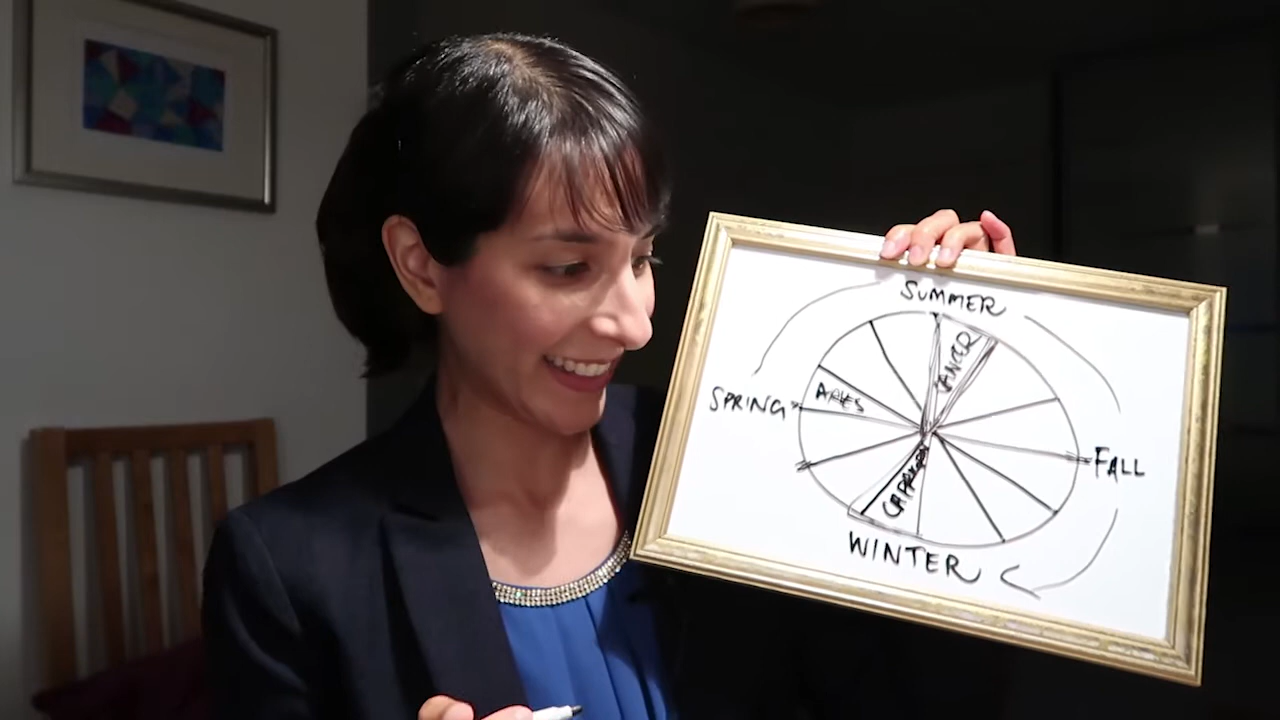 SUMMER
CANCER
SPRING
ARIES
FALL
CAPRICORN
WINTER